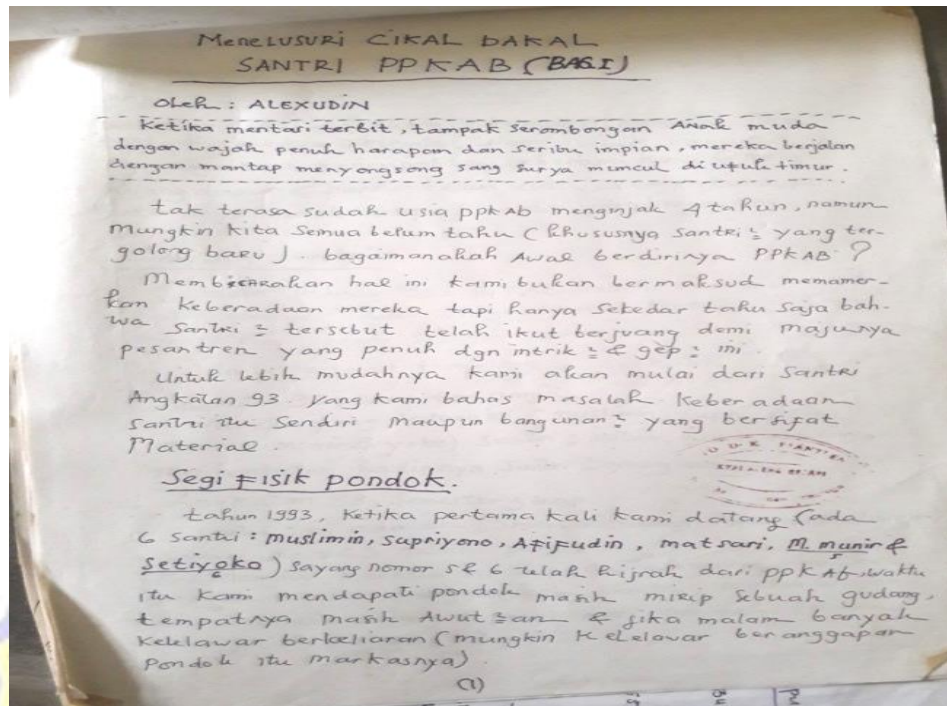 MENELUSURI CIKAL BAKAL
SANTRI PPKAB (BAG.I)
OLEH : ALEXUDIN
Ketika mentari terbit, tampak serombongan Anak muda
dengan wajah penuh harapan dan seribu impian, mereka berjalan
dengan mantap menyongsong sang surya muncul di ufuk timur.
tak terasa sudah usia ppkAb menginjak 4 tahun, namun
mungkin kita semua belum tahu (khususnya santri² yang ter-
golong baru). bagaimanakah Awal berdirinya PPKAB ?
Membicarakan hal ini kami bukan bermaksud memamer-
kan keberadaan mereka tapi hanya sekedar tahu saja bah-
wa santri² tersebut telah ikut berjuang demi majunya
pesantren yang penuh dgn intrik² & gep² ini.
Untuk lebih mudahnya kami akan mulai dari santri
Angkatan 93 yang kami bahas masalah keberadaan
santri itu sendiri maupun bangunan² yang bersifat
Material.
Segi Fisik pondok.
tahun 1993, ketika pertama kali kami datang (ada
6 santri : muslimin, supriyono, Afifudin, matsari, M. munir &
5
Setiyoko) sayang nomor 5 & 6 telah hijrah dari ppkAb, waktu
6
itu kami mendapati pondok masih mirip sebuah gudang,
tempatnya masih Awut²an & jika malam banyak
kelelawar berkeliaran (mungkin kelelawar beranggapan
pondok itu markasnya).
(1)